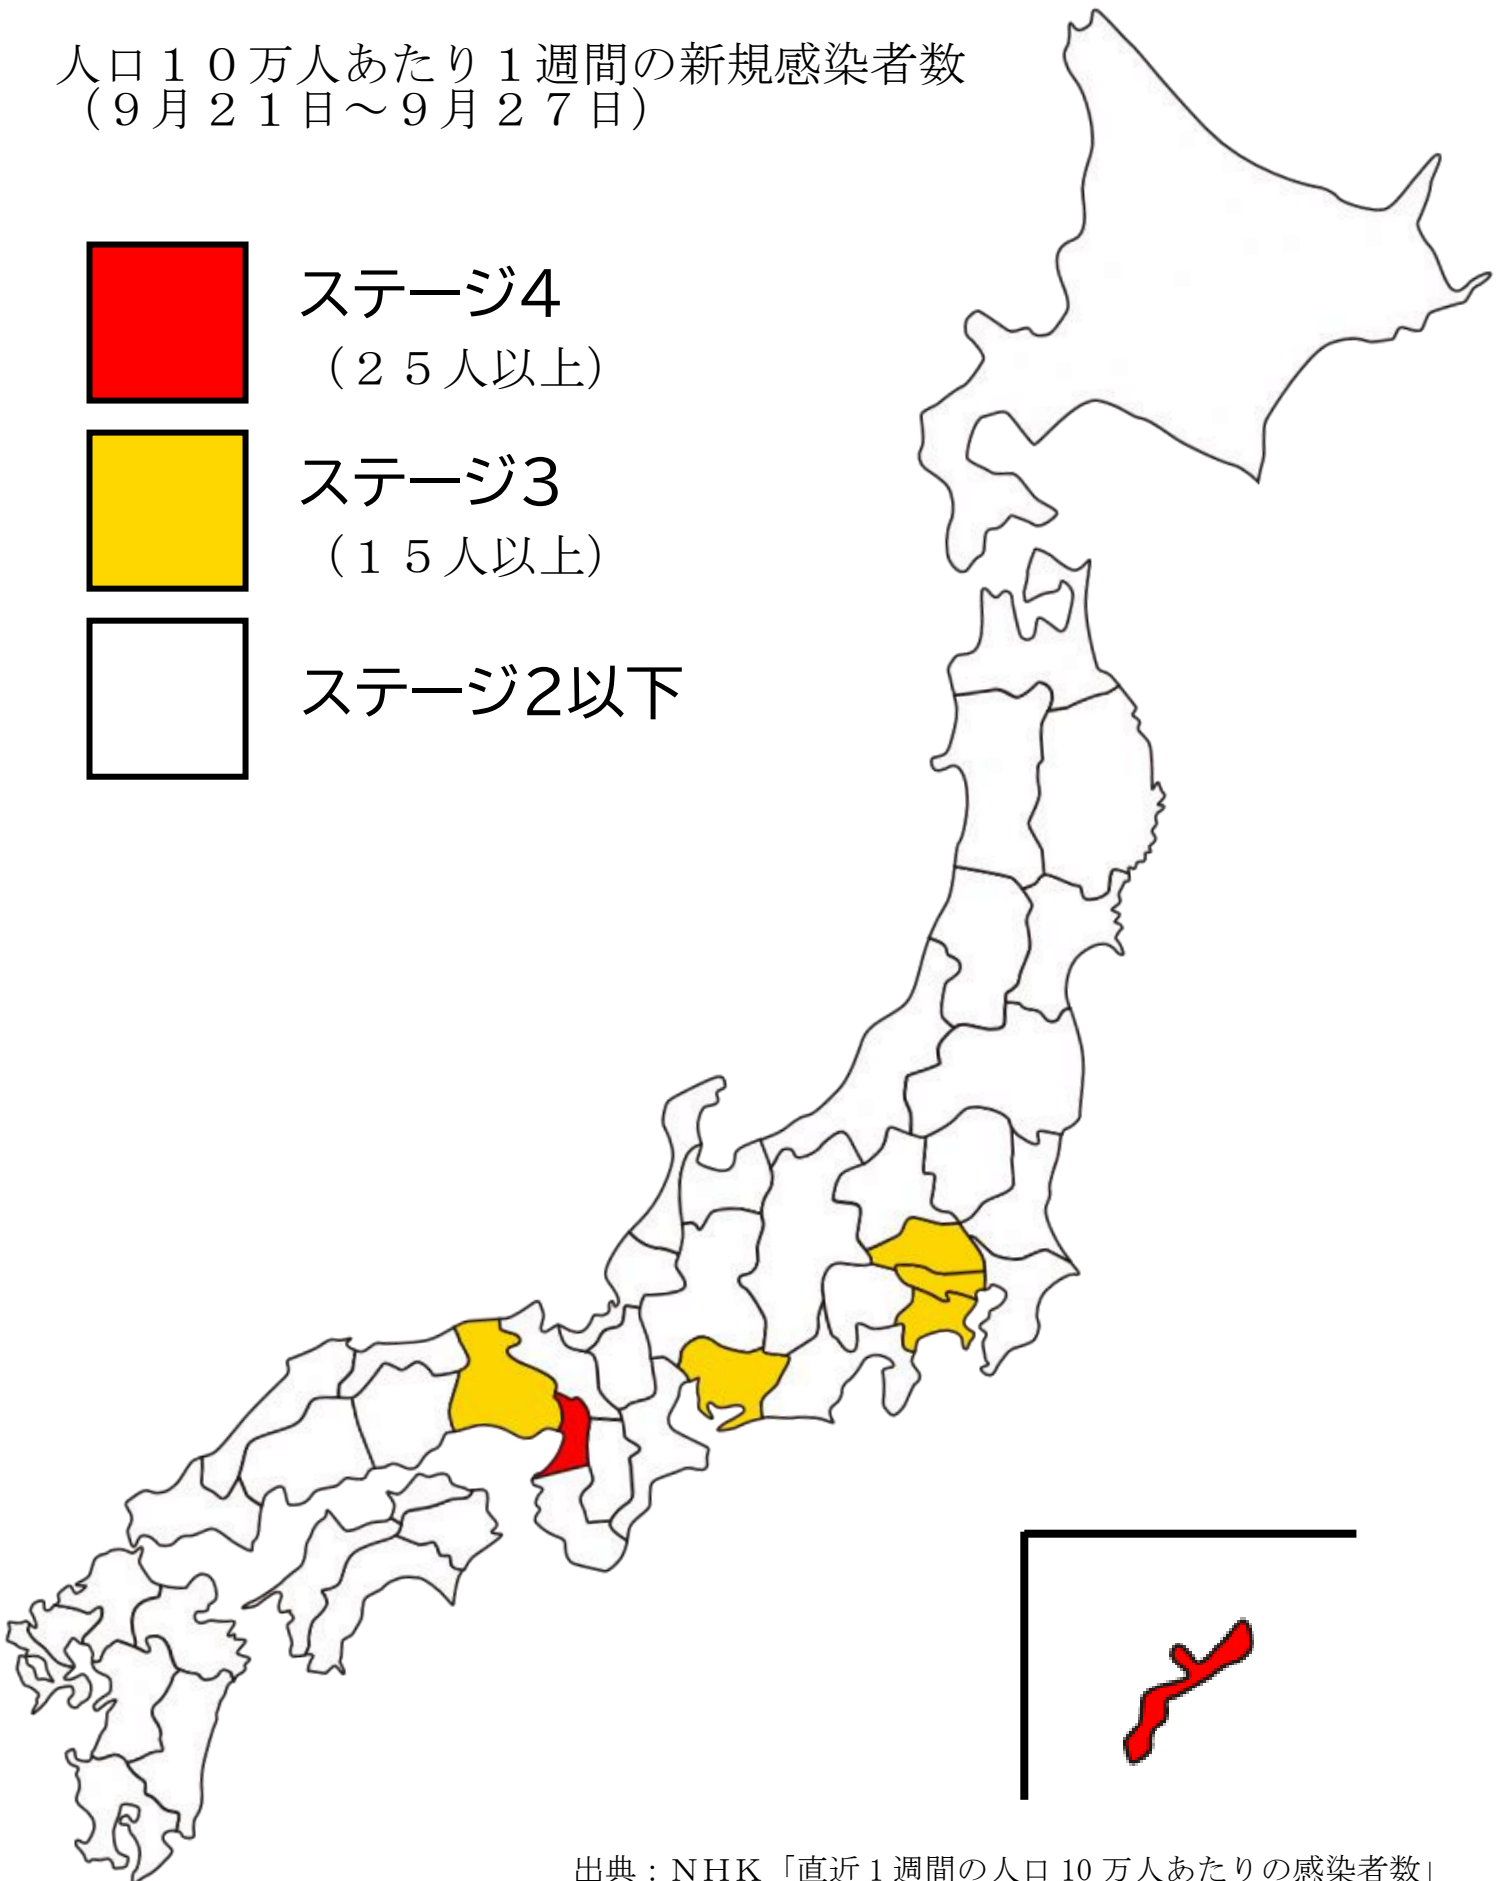 人口１０万人あたり１週間の新規感染者数
（９月２１日～９月２７日）
ステージ4
（２５人以上）
ステージ3
（１５人以上）
ステージ2以下
出典：ＮＨＫ「直近１週間の人口 10 万人あたりの感染者数」